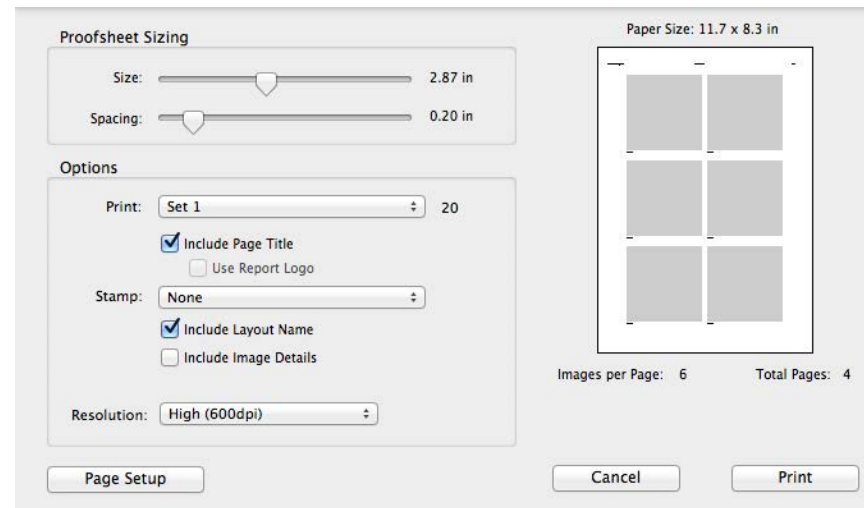 Proofsheet Sizing
Size: 2.87 in
Spacing: 0.20 in
Options
Print: Set 1 20
Include Page Title
Use Report Logo
Stamp: None
Include Layout Name
Include Image Details
Resolution: High (600dpi)
Page Setup
Paper Size: 11.7 x 8.3 in
Images per Page: 6 Total Pages: 4
Cancel Print